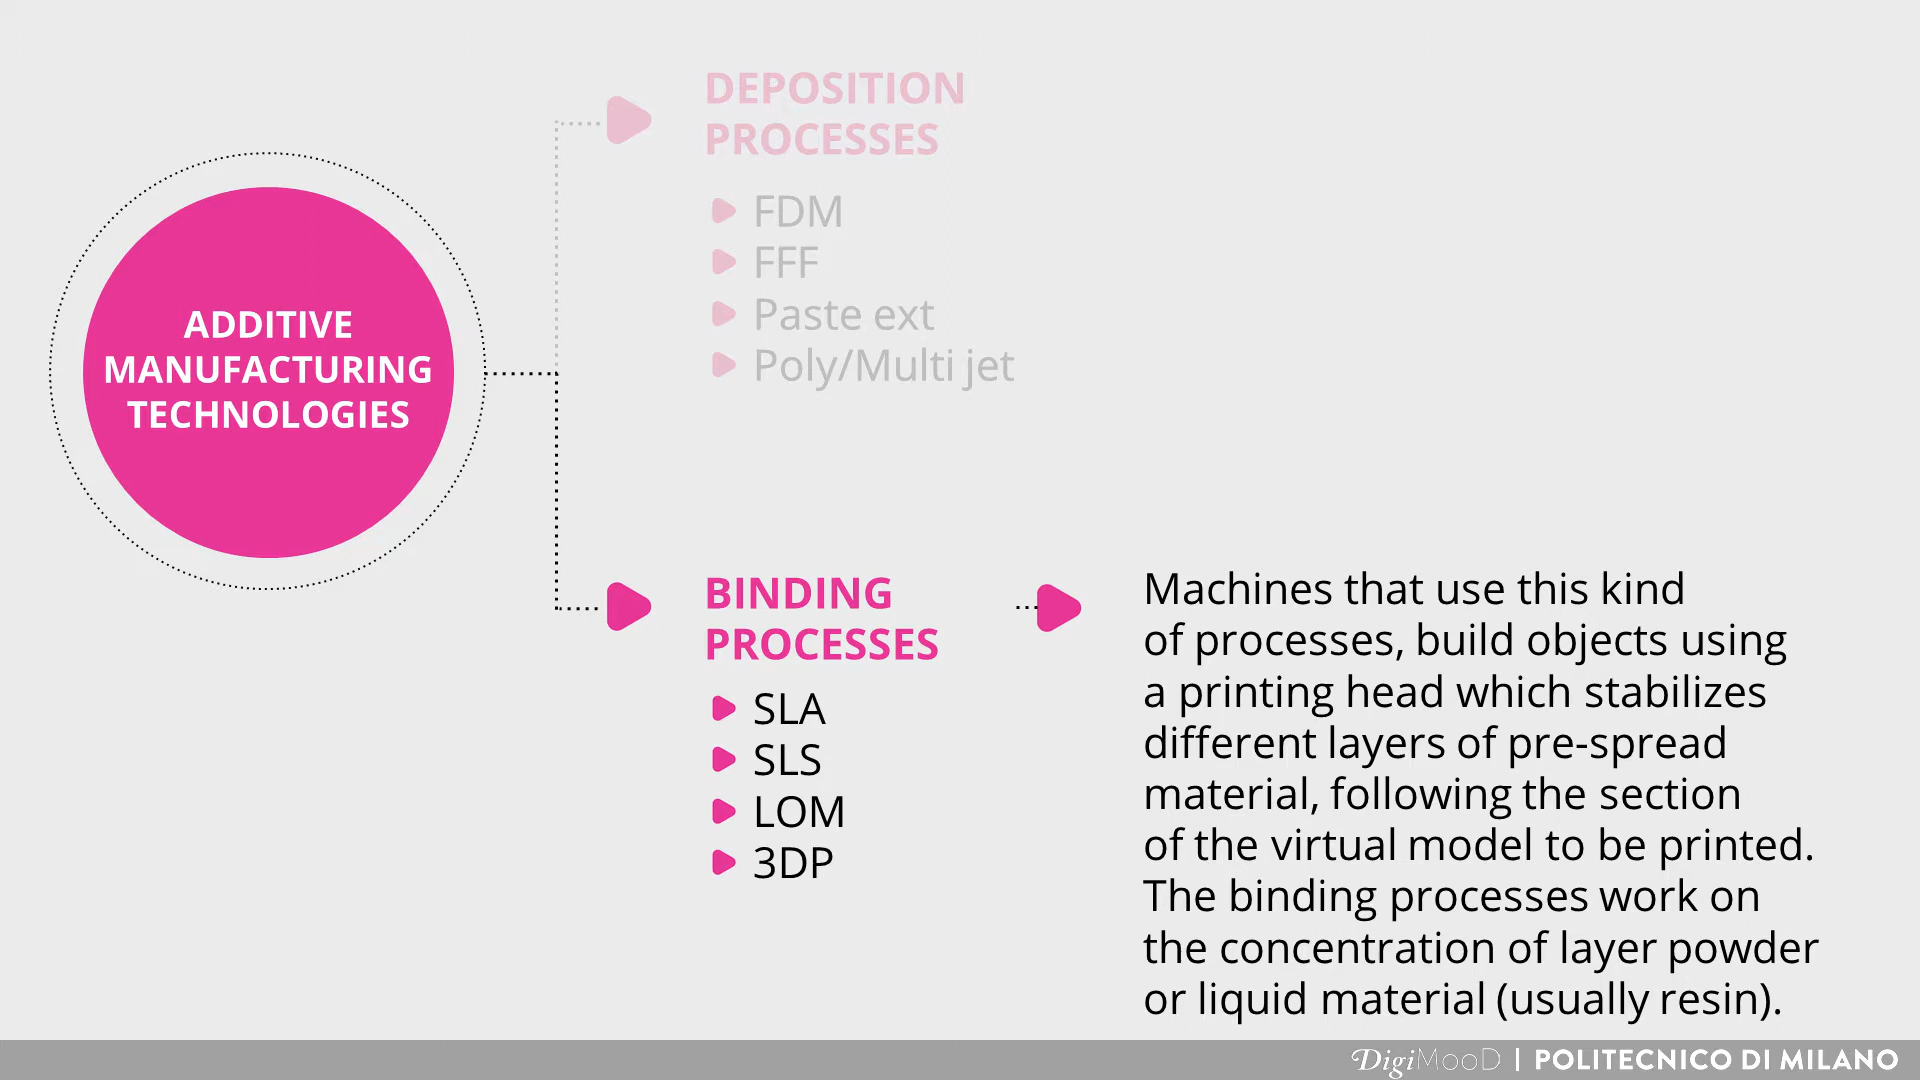 ADDITIVE
MANUFACTURING
TECHNOLOGIES
DEPOSITION
PROCESSES
FDM
FFF
Paste ext
Poly/Multi jet
BINDING
PROCESSES
SLA
SLS
LOM
3DP
Machines that use this kind
of processes, build objects using
a printing head which stabilizes
different layers of pre-spread
material, following the section
of the virtual model to be printed.
The binding processes work on
the concentration of layer powder
or liquid material (usually resin).
DigiMooD | POLITECNICO DI MILANO